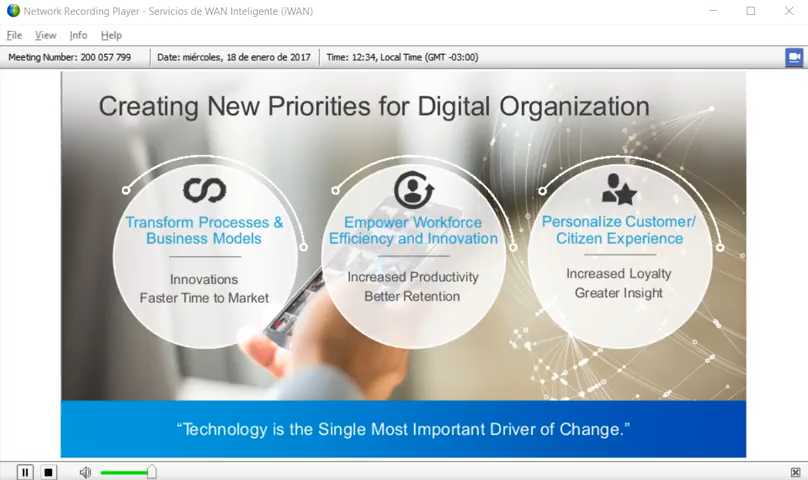 Network Recording Player - Servicios de WAN Inteligente (iWAN)
File View Info Help
Meeting Number: 200 057 799 Date: miércoles, 18 de enero de 2017 Time: 12:34, Local Time (GMT -03:00)
Creating New Priorities for Digital Organization
Transform Processes &
Business Models
Innovations
Faster Time to Market
Empower Workforce
Efficiency and Innovation
Increased Productivity
Better Retention
Personalize Customer/
Citizen Experience
Increased Loyalty
Greater Insight
“Technology is the Single Most Important Driver of Change.”